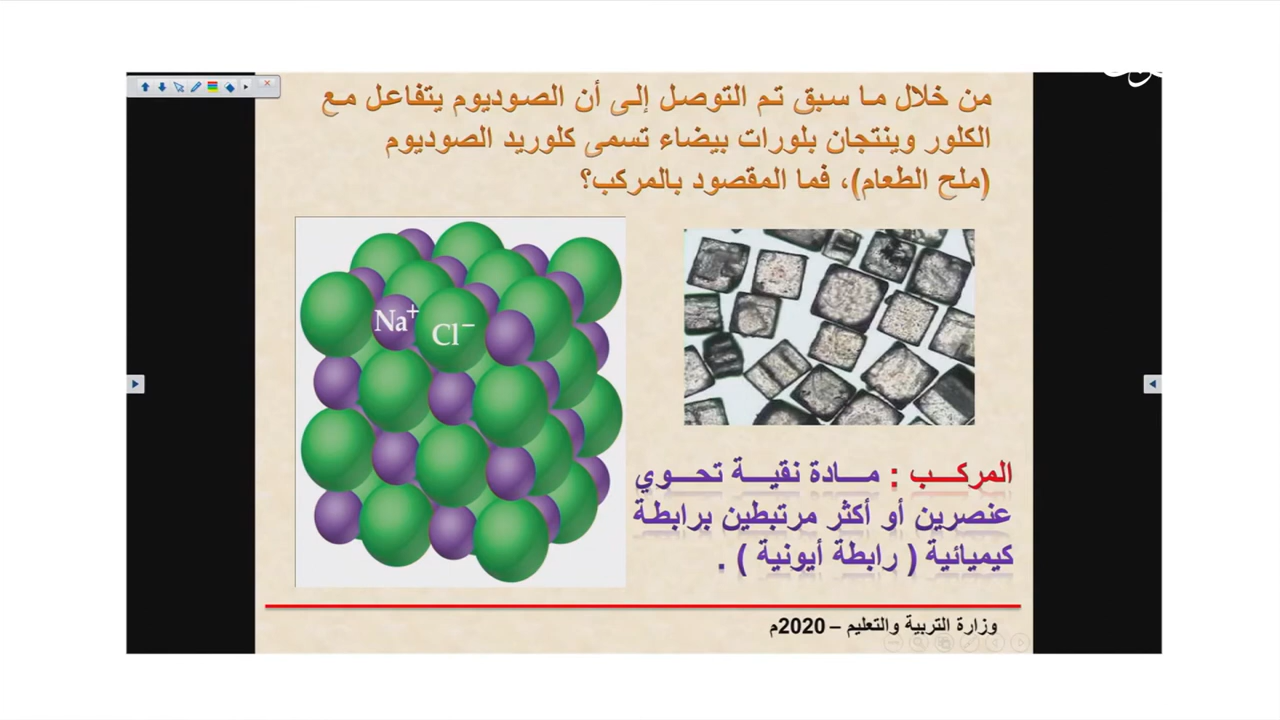 من خلال ما سبق تم التوصل إلى أن الصوديوم يتفاعل مع
الكلور وينتجان بلورات بيضاء تسمى كلوريد الصوديوم
(ملح الطعام)، فما المقصود بالمركب؟
Na+
Cl−
المركب : مادة نقية تحوي
عنصرين أو أكثر مرتبطين برابطة
كيميائية ( رابطة أيونية ) .
وزارة التربية والتعليم – 2020م